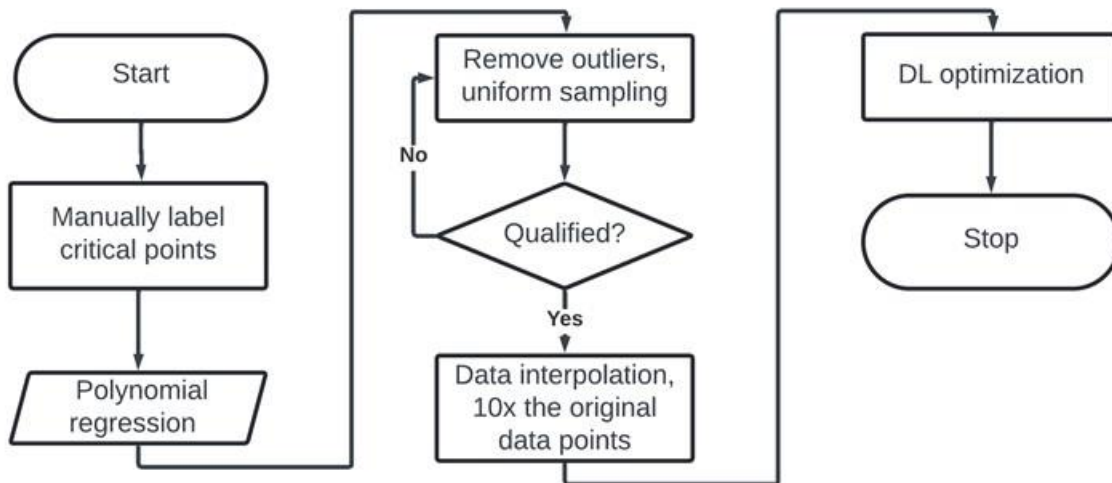 Start
Manually label
critical points
Polynomial
regression
Remove outliers,
uniform sampling
No
Qualified?
Yes
Data interpolation,
10x the original
data points
DL optimization
Stop